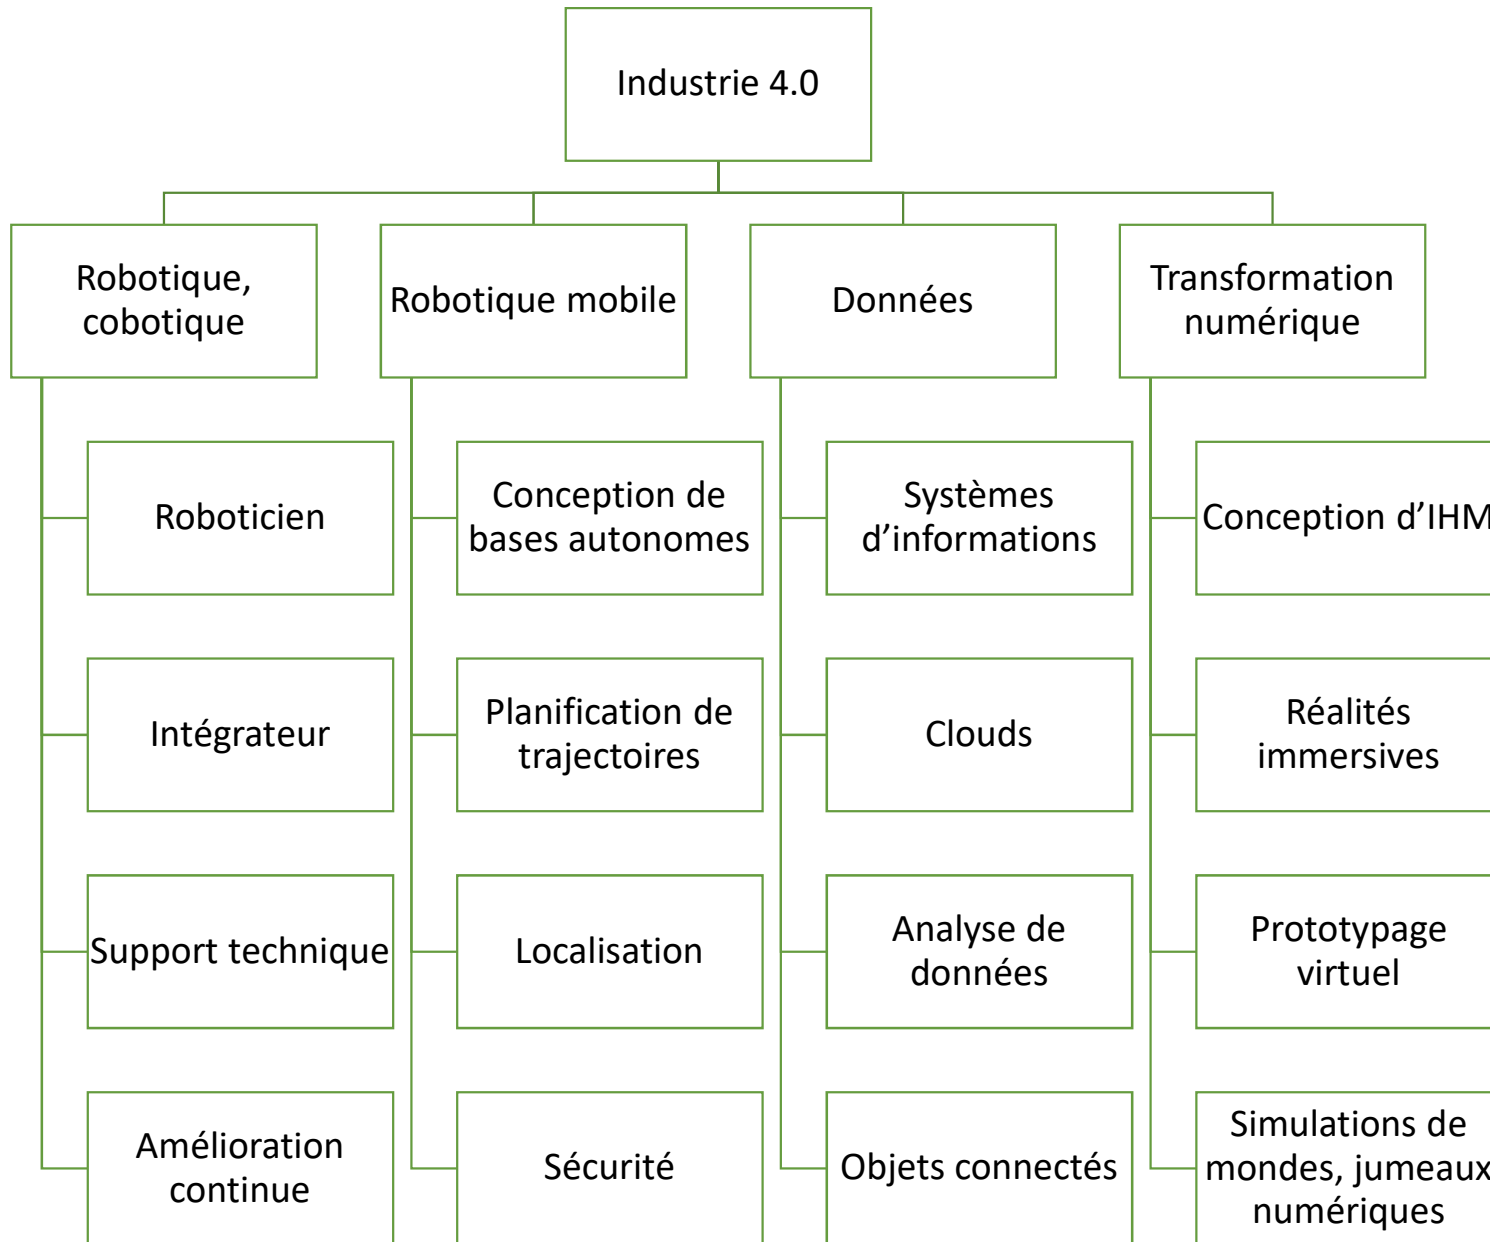 Industrie 4.0
Robotique,
cobotique
Robotique mobile
Données
Transformation
numérique
Roboticien
Conception de
bases autonomes
Systèmes
d’informations
Conception d’IHM
Intégrateur
Planification de
trajectoires
Clouds
Réalités
immersives
Support technique
Localisation
Analyse de
données
Prototypage
virtuel
Amélioration
continue
Sécurité
Objets connectés
Simulations de
mondes, jumeaux
numériques